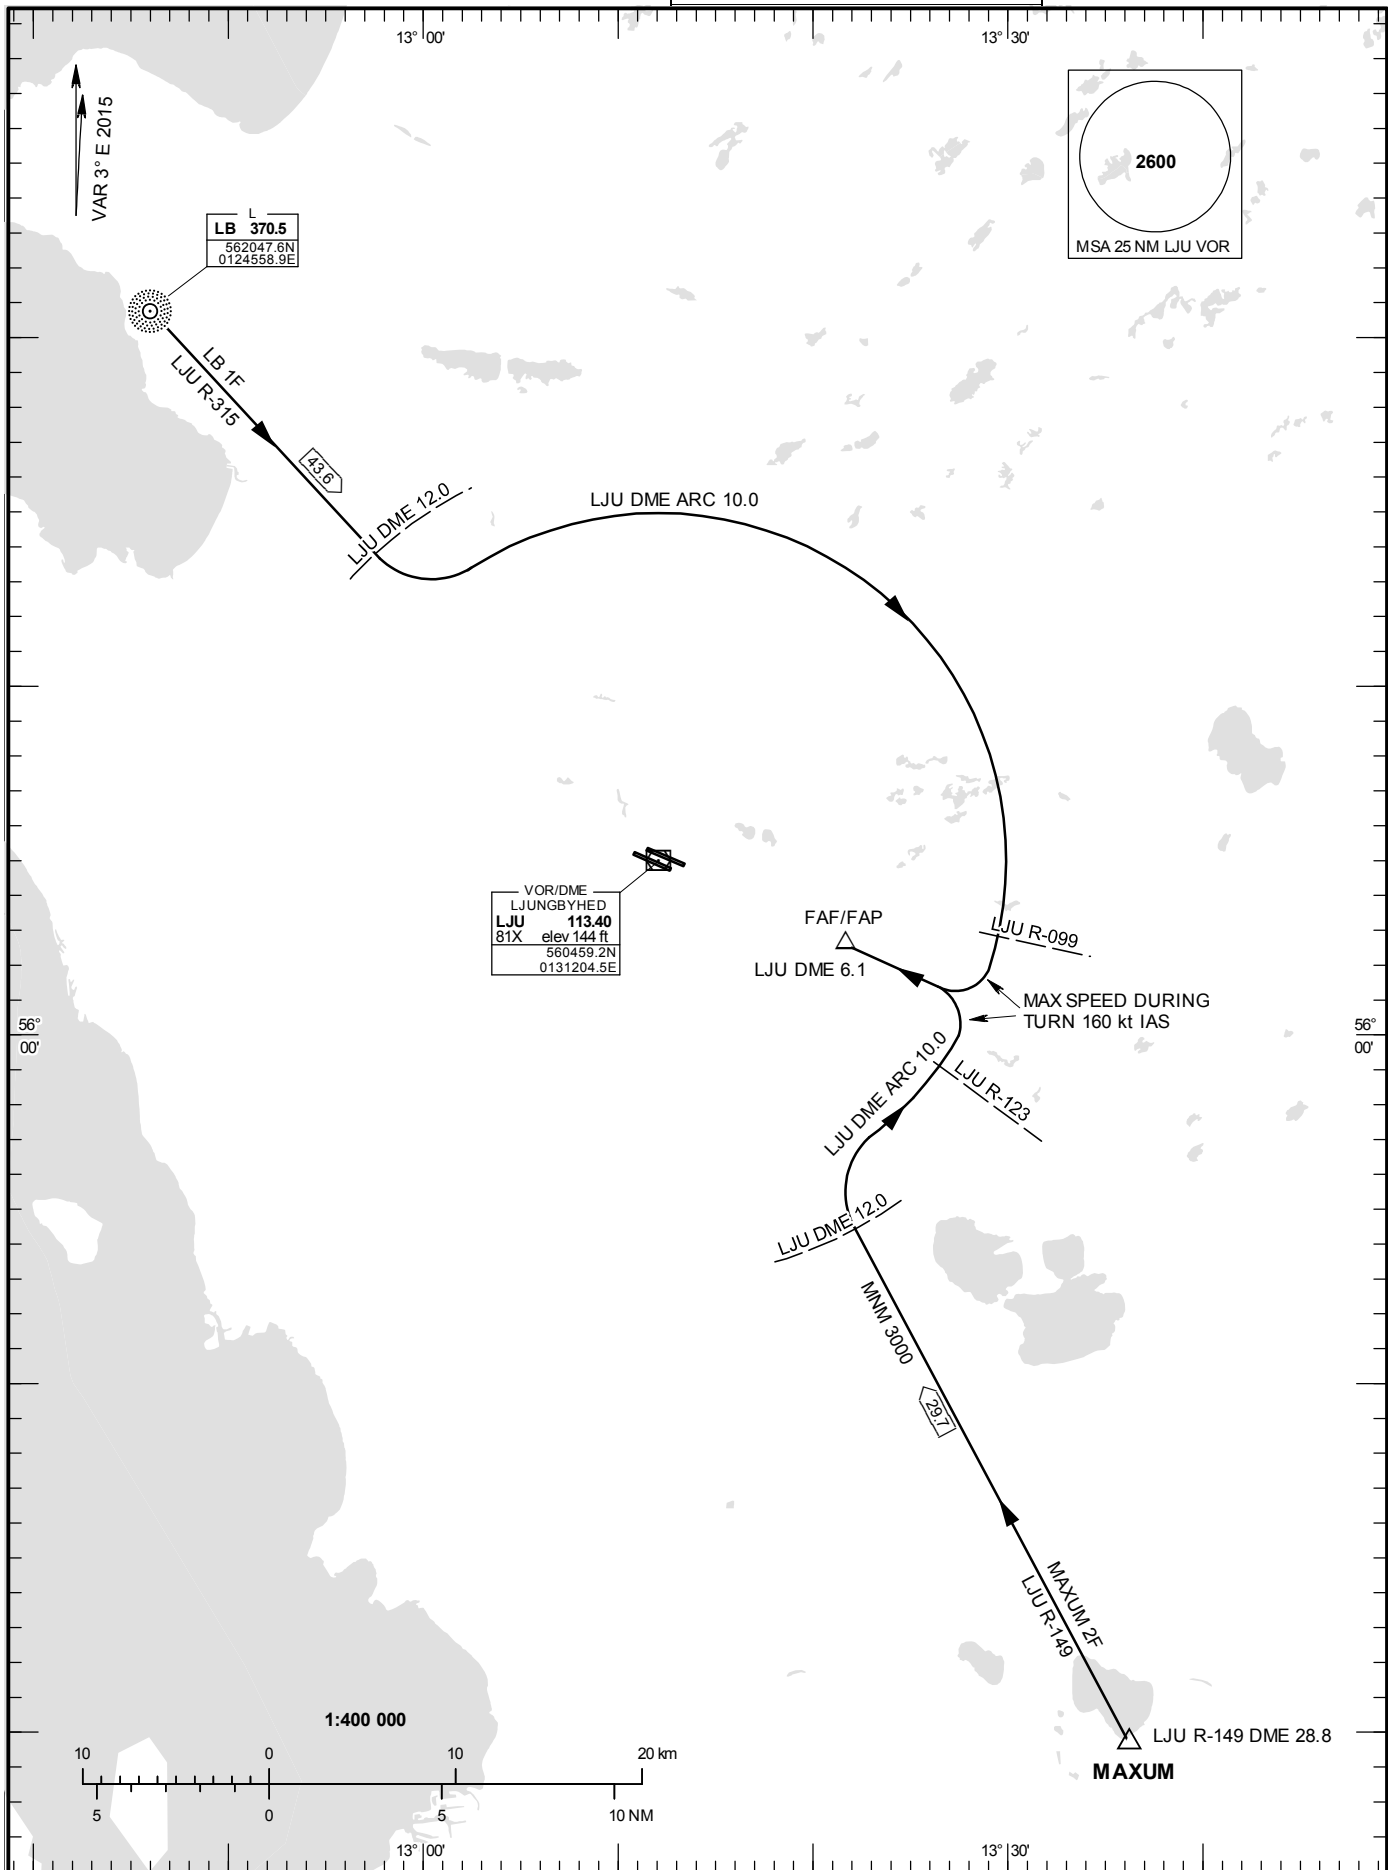 13° 00'
13° 30'
VAR 3° E 2015
2600
MSA 25 NM LJU VOR
L
LB 370.5
562047.6N
0124558.9E
LB 1F
LJU R-315
43.6
LJU DME 12.0
LJU DME ARC 10.0
VOR/DME
LJUNGBYHED
LJU 113.40
81X elev 144 ft
560459.2N
0131204.5E
FAF/FAP
LJU DME 6.1
LJU R-099
MAX SPEED DURING
TURN 160 kt IAS
56°
00'
56°
00'
LJU DME ARC 10.0
LJU R-123
LJU DME 12.0
MNM 3000
29.7
MAXUM 2F
LJU R-149
LJU R-149 DME 28.8
MAXUM
1:400 000
10 0 10 20 km
5 0 5 10 NM
13° 00'
13° 30'